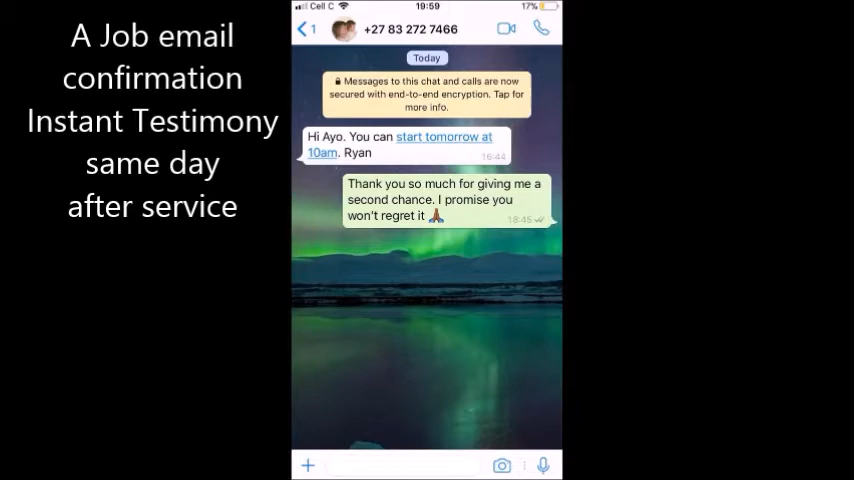 A Job email
confirmation
Instant Testimony
same day
after service
Cell C 19:59 17%
1 +27 83 272 7466
Today
Messages to this chat and calls are now
secured with end-to-end encryption. Tap for
more info.
Hi Ayo. You can start tomorrow at
10am. Ryan
16:44
Thank you so much for giving me a
second chance. I promise you
won't regret it 🙏🏾
18:45